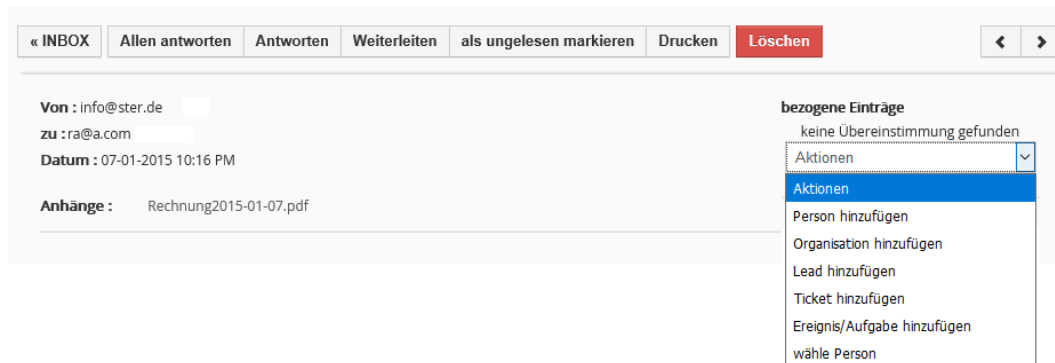 « INBOX Allen antworten Antworten Weiterleiten als ungelesen markieren Drucken Löschen
Von : info@ster.de
zu : ra@a.com
Datum : 07-01-2015 10:16 PM
Anhänge : Rechnung2015-01-07.pdf
bezogene Einträge
keine Übereinstimmung gefunden
Aktionen
Aktionen
Person hinzufügen
Organisation hinzufügen
Lead hinzufügen
Ticket hinzufügen
Ereignis/Aufgabe hinzufügen
wähle Person